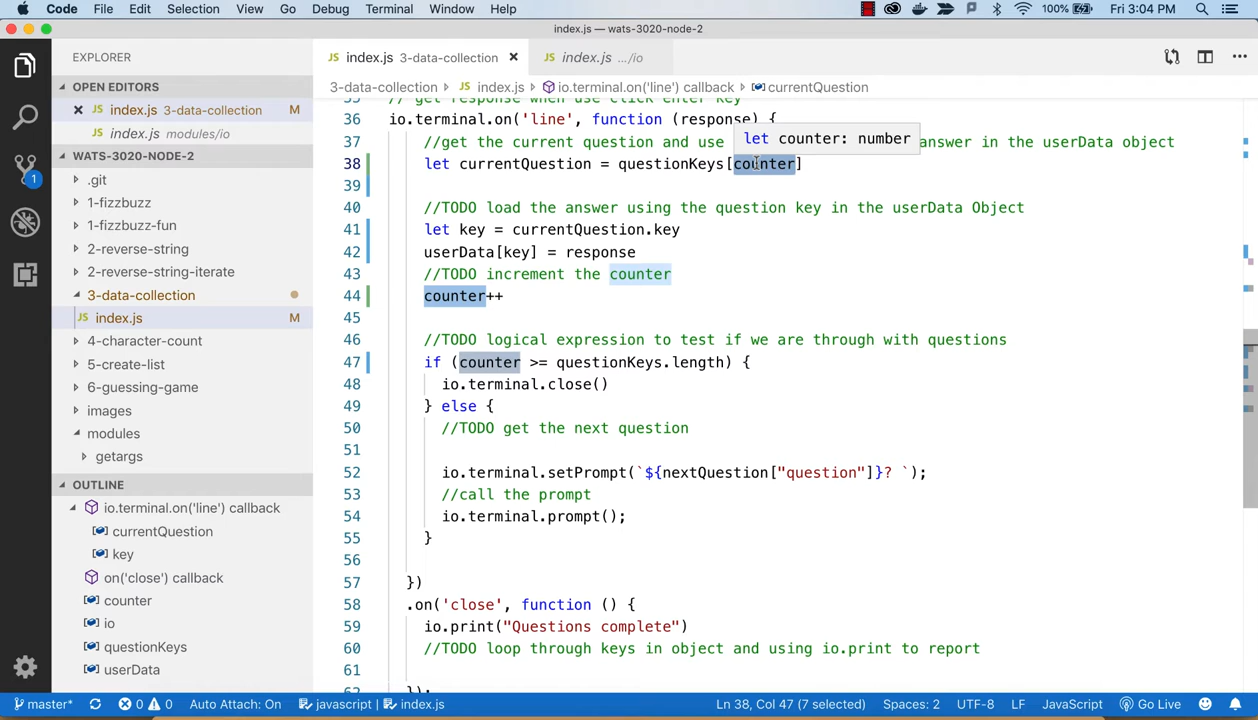 Code File Edit Selection View Go Debug Terminal Window Help 100% Fri 3:04 PM
index.js — wats-3020-node-2
EXPLORER
OPEN EDITORS
index.js 3-data-collection M
index.js modules/io
WATS-3020-NODE-2
.git
1-fizzbuzz
1-fizzbuzz-fun
2-reverse-string
2-reverse-string-iterate
3-data-collection
index.js M
4-character-count
5-create-list
6-guessing-game
images
modules
getargs
OUTLINE
io.terminal.on('line') callback
currentQuestion
key
on('close') callback
counter
io
questionKeys
userData
1
index.js 3-data-collection
index.js .../io
3-data-collection index.js io.terminal.on('line') callback currentQuestion
// get response when use click enter key
36 io.terminal.on('line', function (response) {
let counter: number
37 //get the current question and use answer in the userData object
38 let currentQuestion = questionKeys[counter]
39
40 //TODO load the answer using the question key in the userData Object
41 let key = currentQuestion.key
42 userData[key] = response
43 //TODO increment the counter
44 counter++
45
46 //TODO logical expression to test if we are through with questions
47 if (counter >= questionKeys.length) {
48 io.terminal.close()
49 } else {
50 //TODO get the next question
51
52 io.terminal.setPrompt(`${nextQuestion["question"]}? `);
53 //call the prompt
54 io.terminal.prompt();
55 }
56
57 })
58 .on('close', function () {
59 io.print("Questions complete")
60 //TODO loop through keys in object and using io.print to report
61
});
master* 0 0 Auto Attach: On javascript index.js Ln 38, Col 47 (7 selected) Spaces: 2 UTF-8 LF JavaScript Go Live